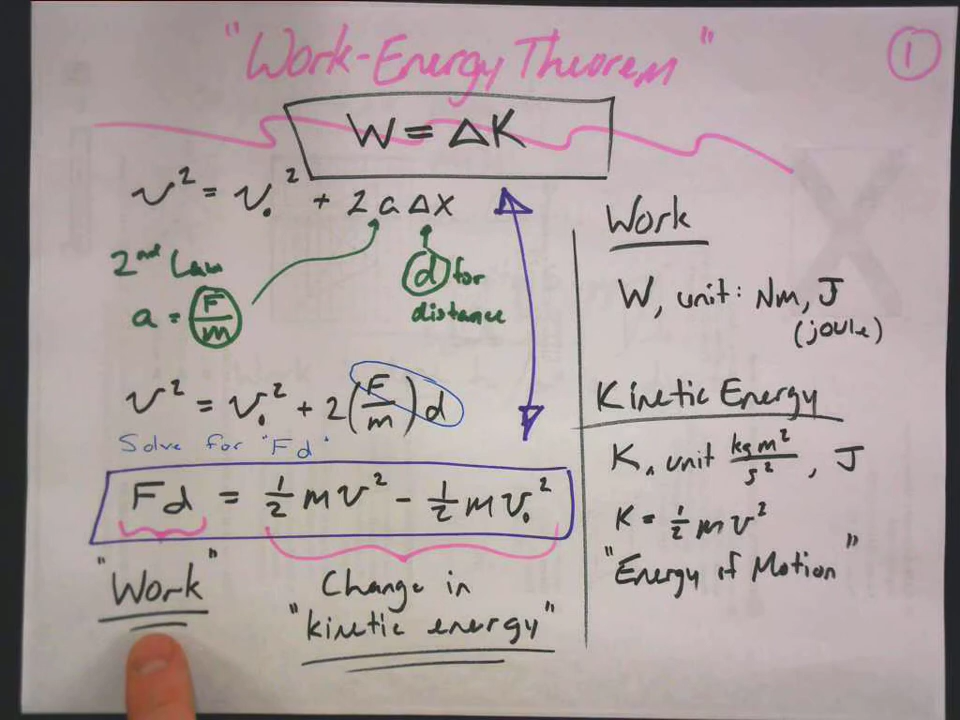 "Work-Energy Theorem"
1
W = ΔK
v² = v₀² + 2aΔx
2nd Law
a = F/m
d for
distance
v² = v₀² + 2(F/m)d
Solve for "Fd"
Fd = ½mv² - ½mv₀²
"Work"
Change in
"kinetic energy"
Work
W, unit: Nm, J
(joule)
Kinetic Energy
K, unit kgm²/s², J
K = ½mv²
"Energy of Motion"